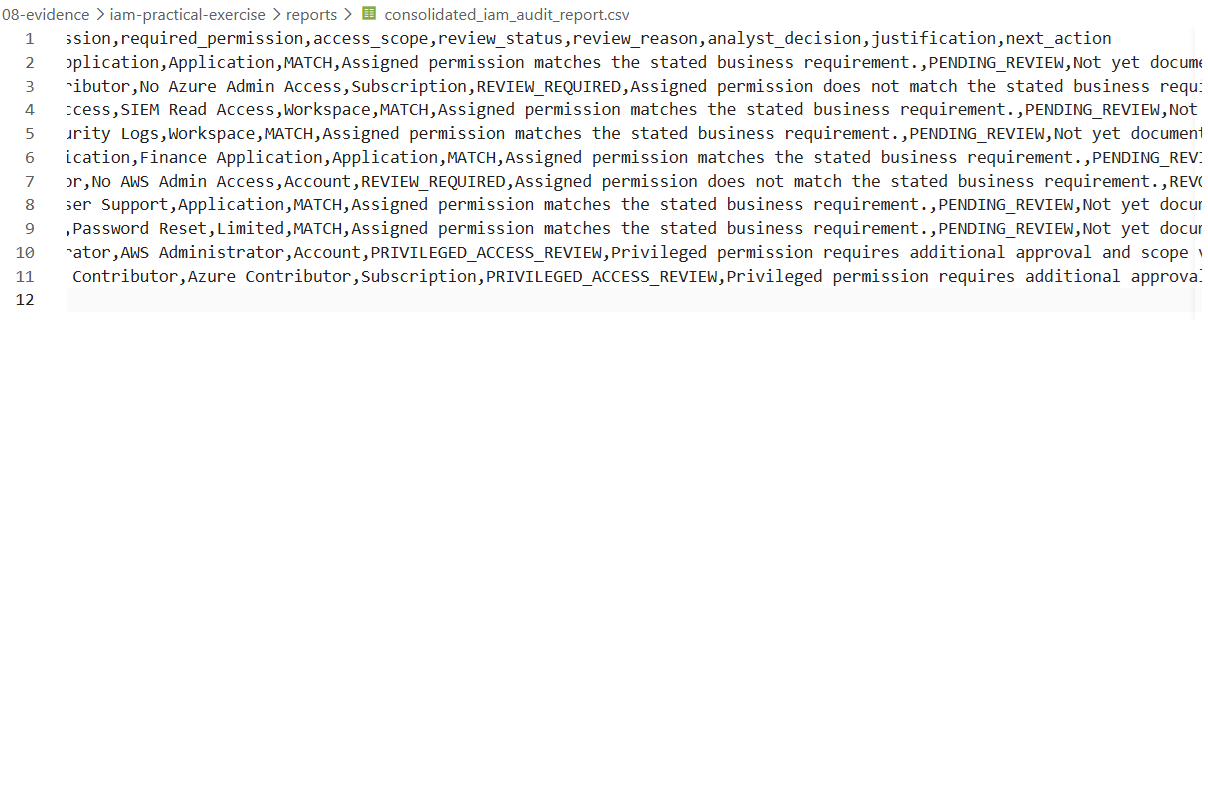 08-evidence > iam-practical-exercise > reports > consolidated_iam_audit_report.csv
1 ssion,required_permission,access_scope,review_status,review_reason,analyst_decision,justification,next_action
2 pplication,Application,MATCH,Assigned permission matches the stated business requirement.,PENDING_REVIEW,Not yet docume
3 ributor,No Azure Admin Access,Subscription,REVIEW_REQUIRED,Assigned permission does not match the stated business requi
4 ccess,SIEM Read Access,Workspace,MATCH,Assigned permission matches the stated business requirement.,PENDING_REVIEW,Not
5 urity Logs,Workspace,MATCH,Assigned permission matches the stated business requirement.,PENDING_REVIEW,Not yet document
6 ication,Finance Application,Application,MATCH,Assigned permission matches the stated business requirement.,PENDING_REVI
7 or,No AWS Admin Access,Account,REVIEW_REQUIRED,Assigned permission does not match the stated business requirement.,REVO
8 ser Support,Application,MATCH,Assigned permission matches the stated business requirement.,PENDING_REVIEW,Not yet docum
9 ,Password Reset,Limited,MATCH,Assigned permission matches the stated business requirement.,PENDING_REVIEW,Not yet docum
10 rator,AWS Administrator,Account,PRIVILEGED_ACCESS_REVIEW,Privileged permission requires additional approval and scope
11 Contributor,Azure Contributor,Subscription,PRIVILEGED_ACCESS_REVIEW,Privileged permission requires additional approval
12